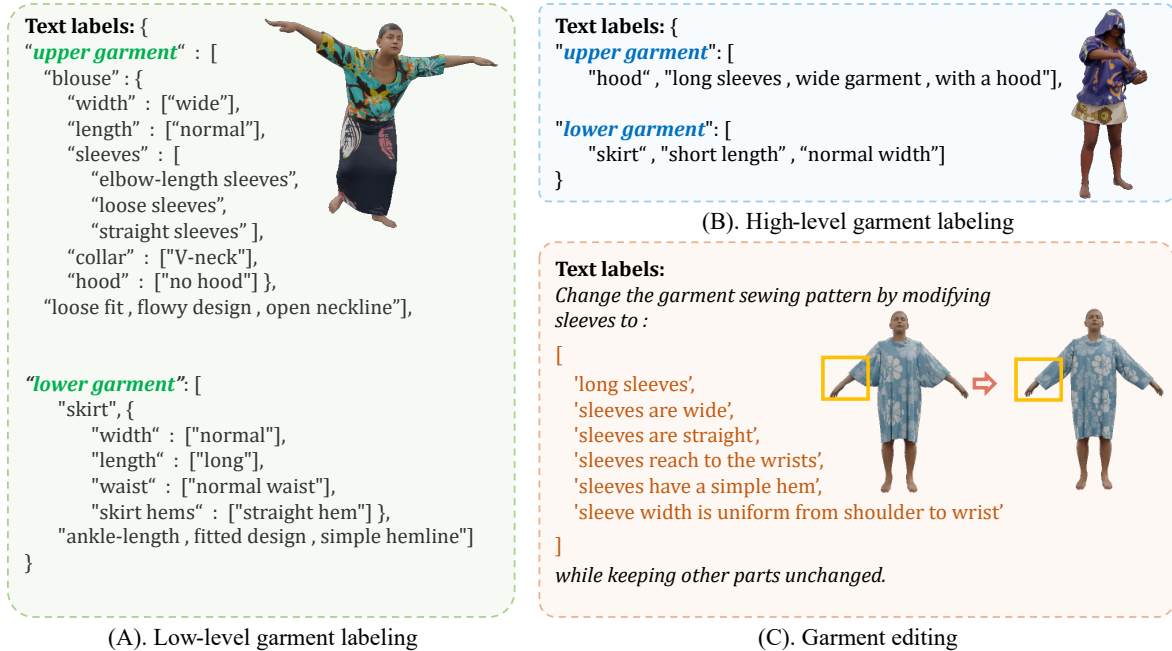 Text labels: {
“upper garment“ : [
“blouse” : {
“width” : [“wide”],
“length” : [“normal”],
“sleeves” : [
“elbow-length sleeves”,
“loose sleeves”,
“straight sleeves” ],
“collar” : ["V-neck"],
“hood” : ["no hood"] },
“loose fit , flowy design , open neckline”],
“lower garment”: [
"skirt", {
"width“ : ["normal"],
"length“ : ["long"],
"waist“ : ["normal waist"],
"skirt hems“ : ["straight hem"] },
"ankle-length , fitted design , simple hemline"]
}
(A). Low-level garment labeling
Text labels: {
"upper garment": [
"hood“ , "long sleeves , wide garment , with a hood"],
"lower garment": [
"skirt“ , "short length” , “normal width”]
}
(B). High-level garment labeling
Text labels:
Change the garment sewing pattern by modifying
sleeves to :
[
'long sleeves’,
'sleeves are wide’,
'sleeves are straight’,
'sleeves reach to the wrists’,
'sleeves have a simple hem’,
'sleeve width is uniform from shoulder to wrist’
]
while keeping other parts unchanged.
(C). Garment editing